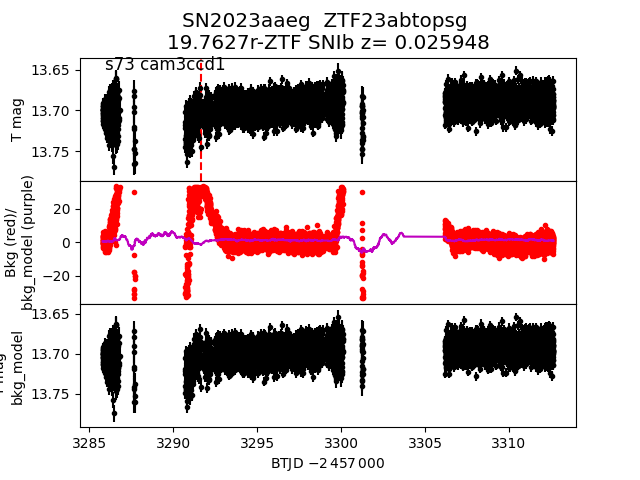 SN2023aaeg ZTF23abtopsg
19.7627r-ZTF SNIb z= 0.025948
s73 cam3ccd1
13.65
13.70
13.75
T mag
20
0
−20
Bkg (red)/
bkg_model (purple)
13.65
13.70
13.75
bkg_model
3285 3290 3295 3300 3305 3310
BTJD −2 457 000